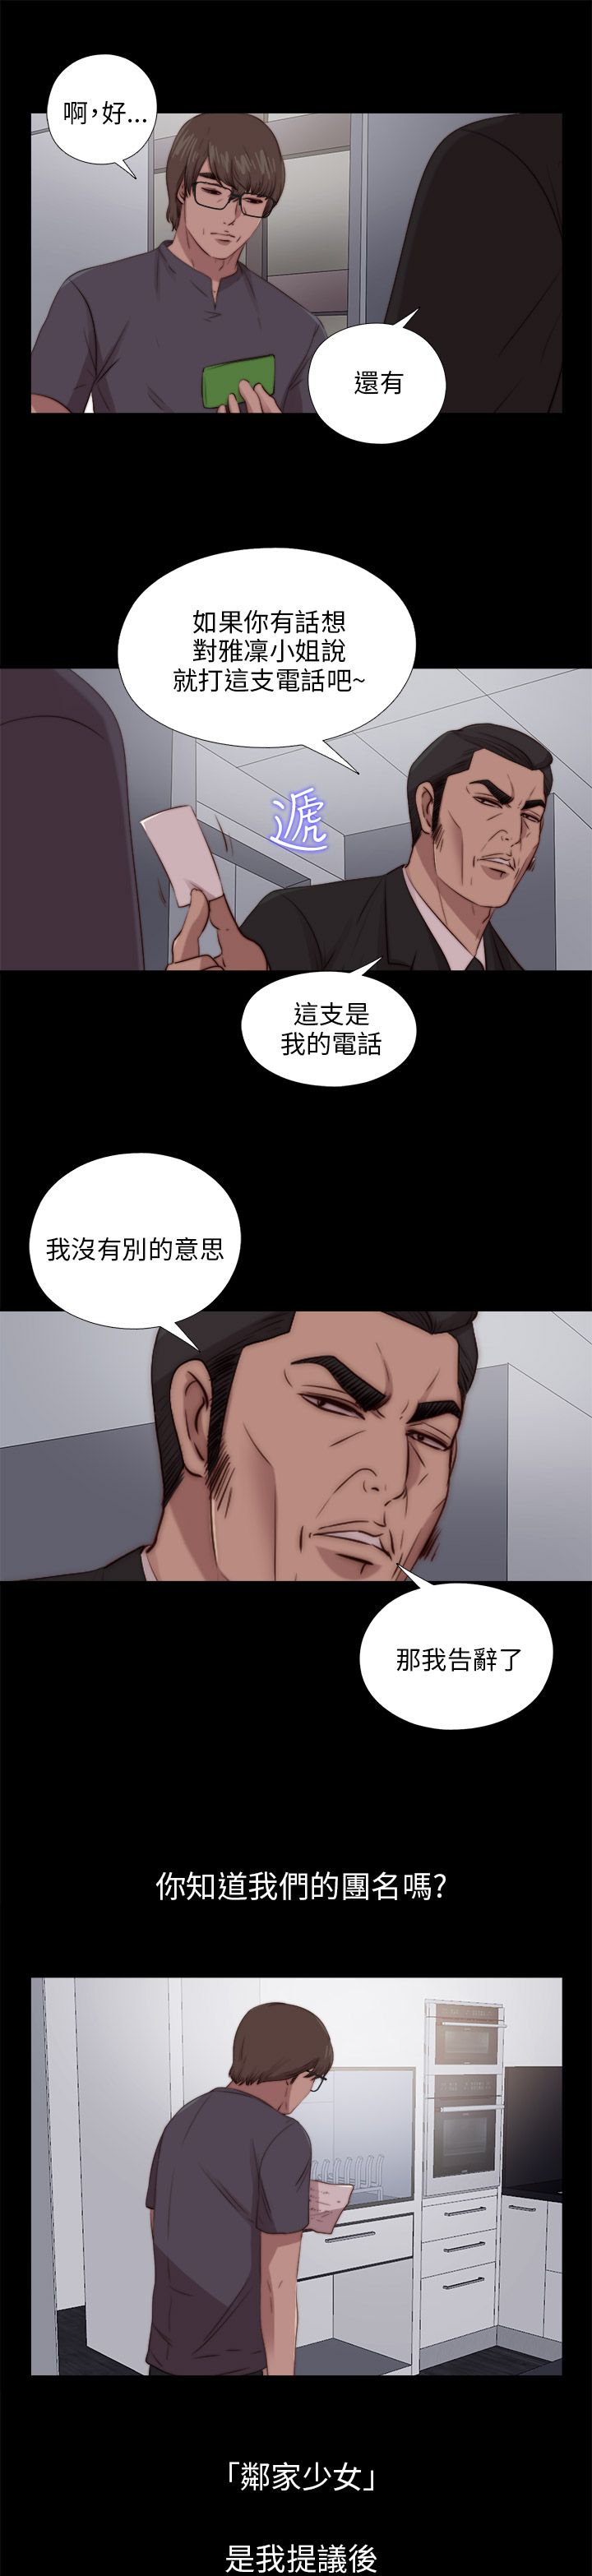 啊,好...
還有
如果你有話想
對雅凜小姐說
就打這支電話吧~
遞
這支是
我的電話
我沒有別的意思
那我告辭了
你知道我們的團名嗎?
「鄰家少女」
是我提議後